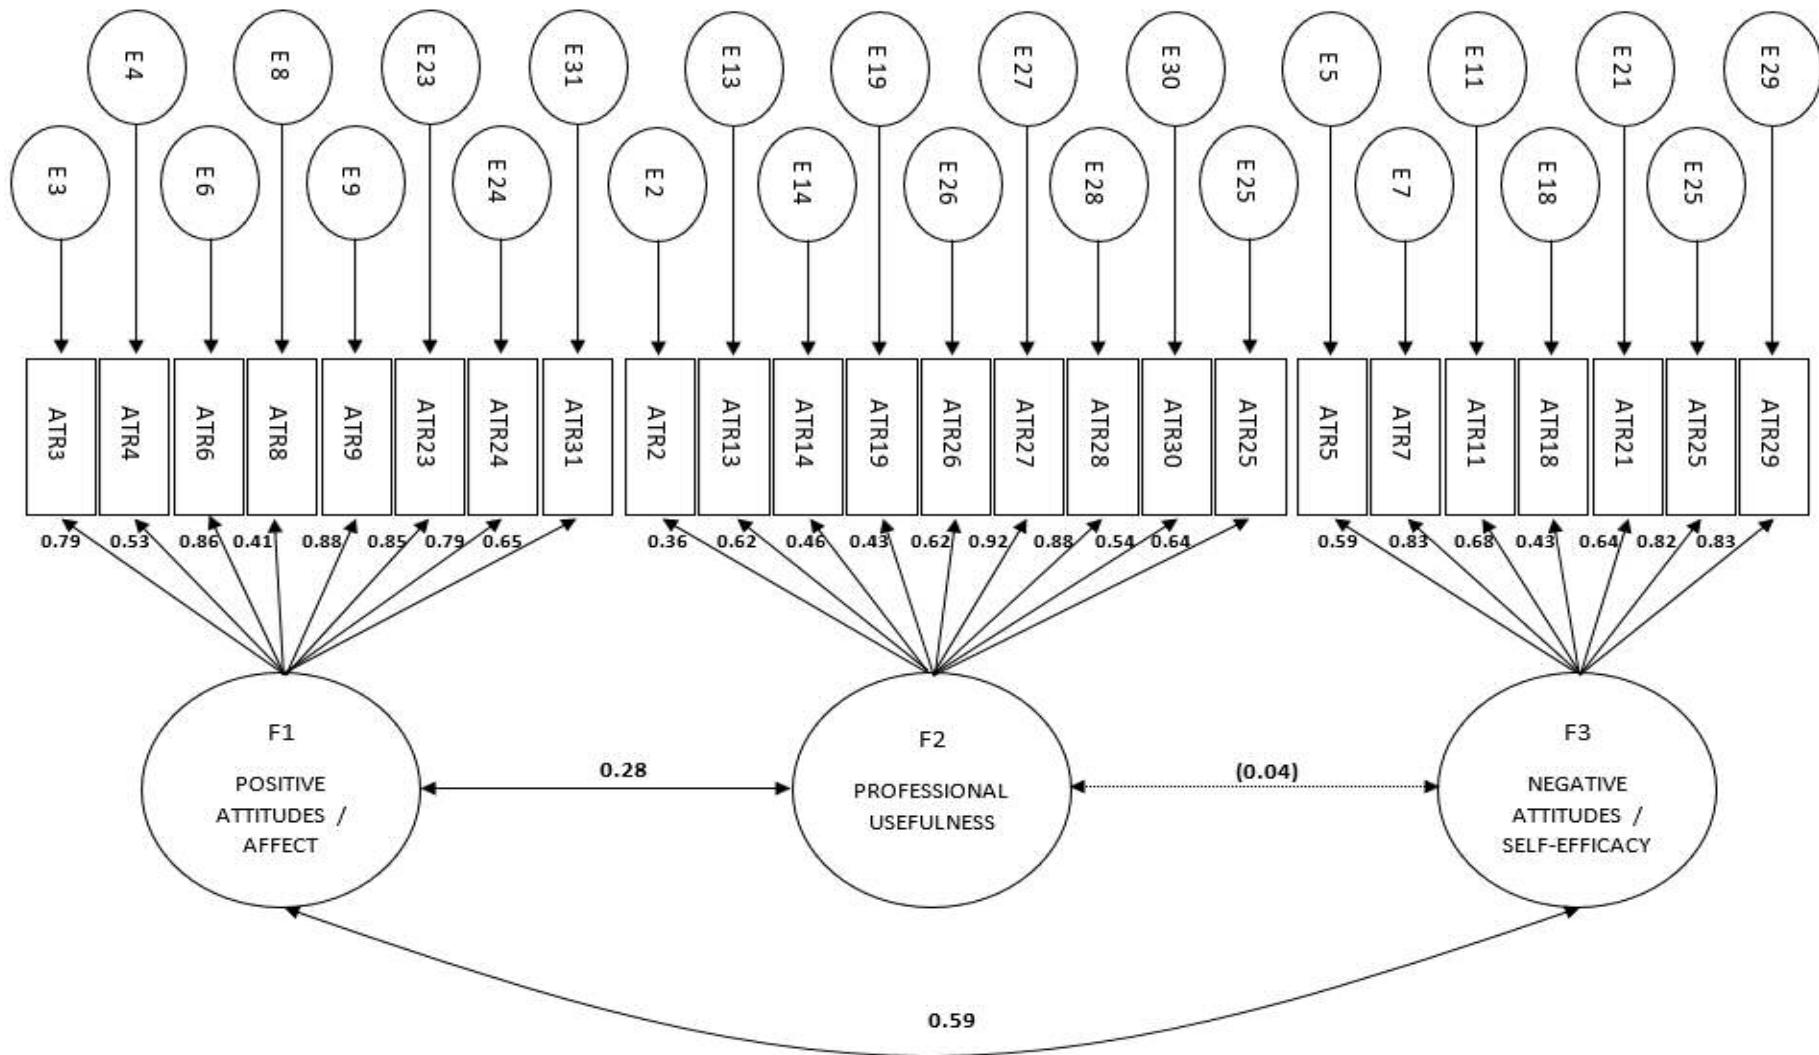 E4 E8 E23 E31 E13 E19 E27 E30 E5 E11 E21 E29
E3 E6 E9 E24 E2 E14 E26 E28 E25 E7 E18 E25
ATR3 ATR4 ATR6 ATR8 ATR9 ATR23 ATR24 ATR31 ATR2 ATR13 ATR14 ATR19 ATR26 ATR27 ATR28 ATR30 ATR25 ATR5 ATR7 ATR11 ATR18 ATR21 ATR25 ATR29
0.79 0.53 0.86 0.41 0.88 0.85 0.79 0.65 0.36 0.62 0.46 0.43 0.62 0.92 0.88 0.54 0.64 0.59 0.83 0.68 0.43 0.64 0.82 0.83
F1
POSITIVE
ATTITUDES /
AFFECT
0.28
F2
PROFESSIONAL
USEFULNESS
(0.04)
F3
NEGATIVE
ATTITUDES /
SELF-EFFICACY
0.59